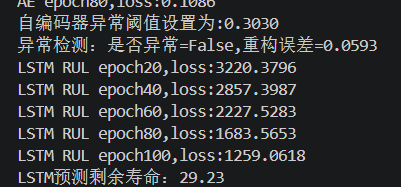 AE epoch80,loss:0.1086
自编码器异常阈值设置为:0.3030
异常检测：是否异常=False,重构误差=0.0593
LSTM RUL epoch20,loss:3220.3796
LSTM RUL epoch40,loss:2857.3987
LSTM RUL epoch60,loss:2227.5283
LSTM RUL epoch80,loss:1683.5653
LSTM RUL epoch100,loss:1259.0618
LSTM预测剩余寿命：29.23